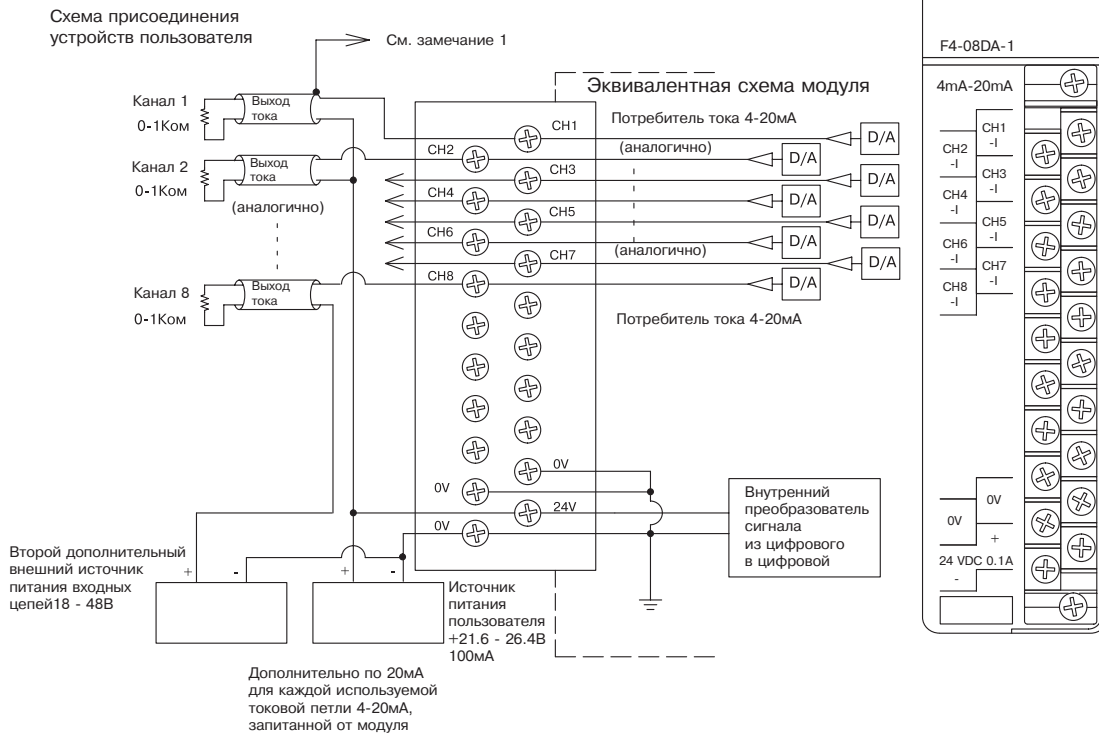 Схема присоединения
устройств пользователя
См. замечание 1
Эквивалентная схема модуля
Канал 1
0-1Ком
Выход
тока
Канал 2
0-1Ком
Выход
тока
(аналогично)
Канал 8
0-1Ком
Выход
тока
CH1
CH2
CH3
CH4
CH5
CH6
CH7
CH8
Потребитель тока 4-20мА
(аналогично)
(аналогично)
Потребитель тока 4-20мА
D/A
D/A
D/A
D/A
D/A
D/A
D/A
D/A
0V
0V
24V
0V
Внутренний
преобразователь
сигнала
из цифрового
в цифровой
Второй дополнительный
внешний источник
питания входных
цепей18 - 48В
+ -
+ -
Источник
питания
пользователя
+21.6 - 26.4В
100мА
Дополнительно по 20мА
для каждой используемой
токовой петли 4-20мА,
запитанной от модуля
F4-08DA-1
4mA-20mA
CH1
-I
CH2
-I
CH3
-I
CH4
-I
CH5
-I
CH6
-I
CH7
-I
CH8
-I
0V
0V
+
24 VDC 0.1A
-